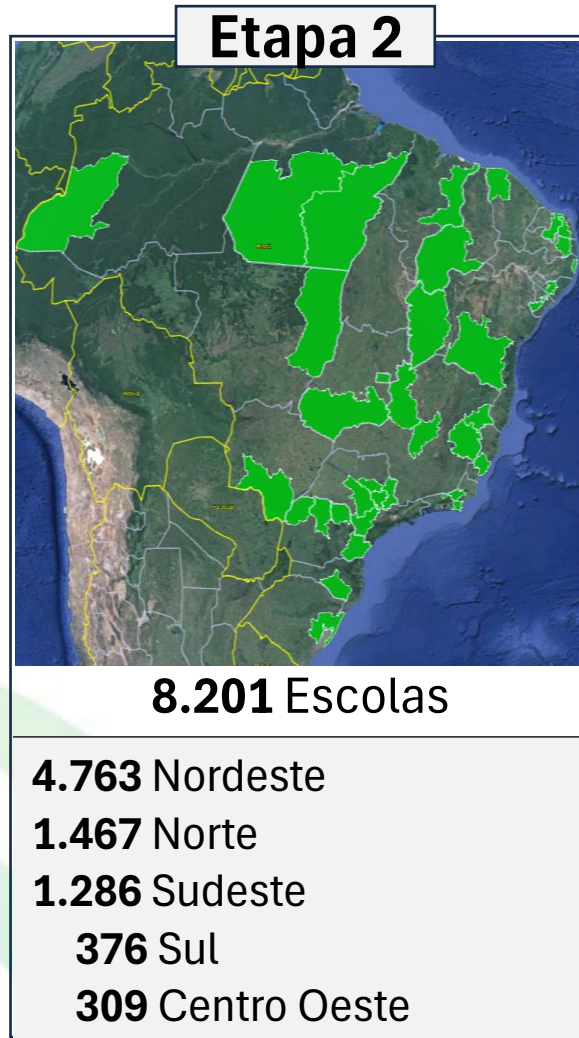 Etapa 2
8.201 Escolas
4.763 Nordeste
1.467 Norte
1.286 Sudeste
376 Sul
309 Centro Oeste